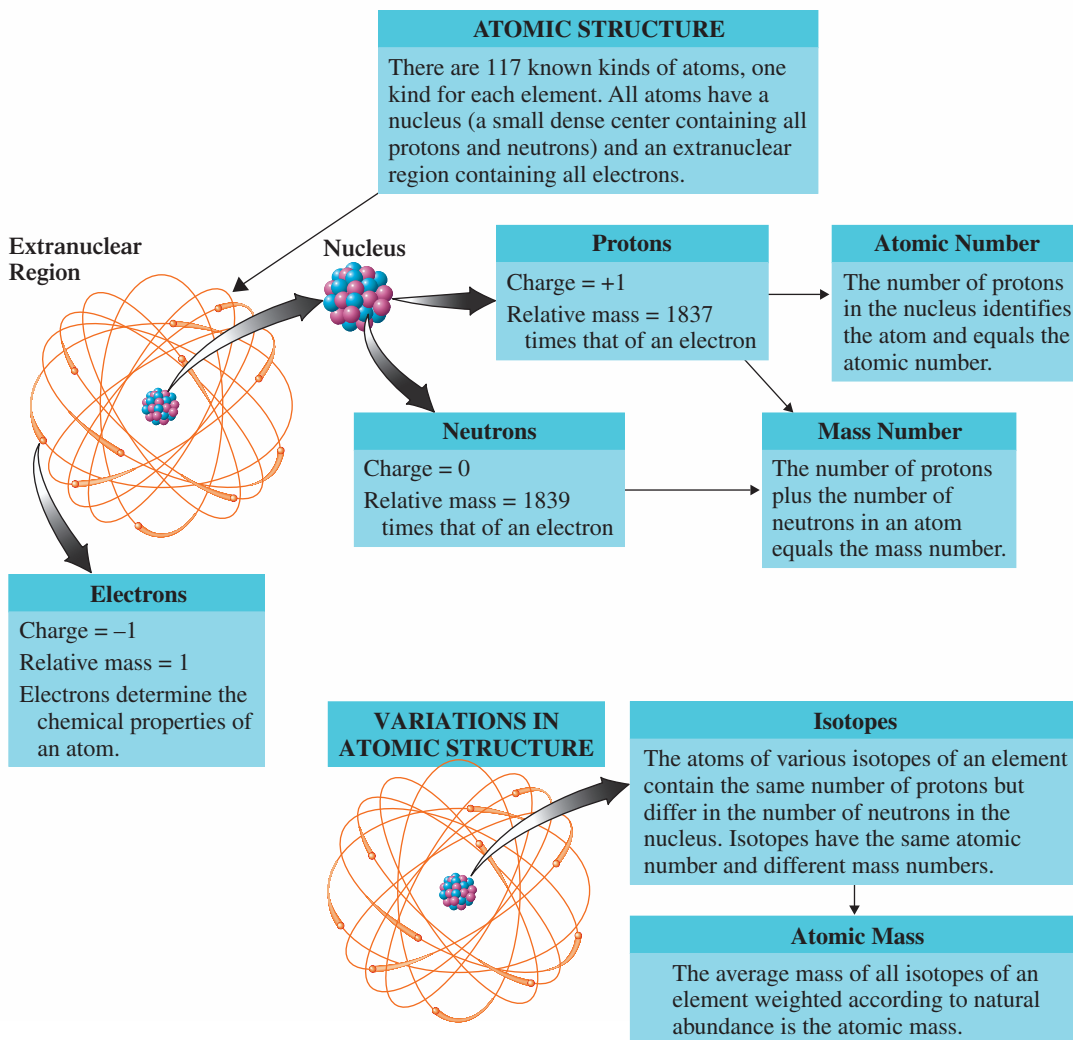 ATOMIC STRUCTURE
There are 117 known kinds of atoms, one
kind for each element. All atoms have a
nucleus (a small dense center containing all
protons and neutrons) and an extranuclear
region containing all electrons.
Extranuclear
Region
Nucleus
Protons
Charge = +1
Relative mass = 1837
times that of an electron
Atomic Number
The number of protons
in the nucleus identifies
the atom and equals the
atomic number.
Neutrons
Charge = 0
Relative mass = 1839
times that of an electron
Mass Number
The number of protons
plus the number of
neutrons in an atom
equals the mass number.
Electrons
Charge = –1
Relative mass = 1
Electrons determine the
chemical properties of
an atom.
VARIATIONS IN
ATOMIC STRUCTURE
Isotopes
The atoms of various isotopes of an element
contain the same number of protons but
differ in the number of neutrons in the
nucleus. Isotopes have the same atomic
number and different mass numbers.
Atomic Mass
The average mass of all isotopes of an
element weighted according to natural
abundance is the atomic mass.